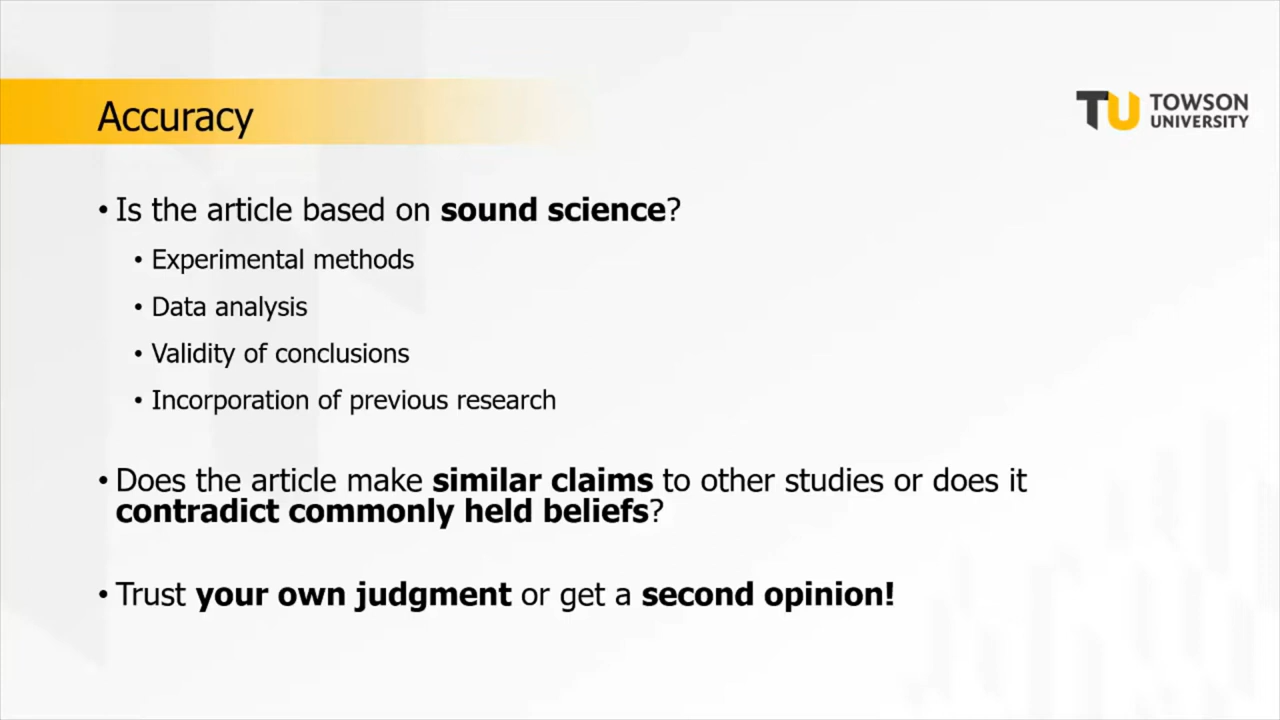 Accuracy
TU TOWSON
UNIVERSITY
• Is the article based on sound science?
• Experimental methods
• Data analysis
• Validity of conclusions
• Incorporation of previous research
• Does the article make similar claims to other studies or does it
contradict commonly held beliefs?
• Trust your own judgment or get a second opinion!